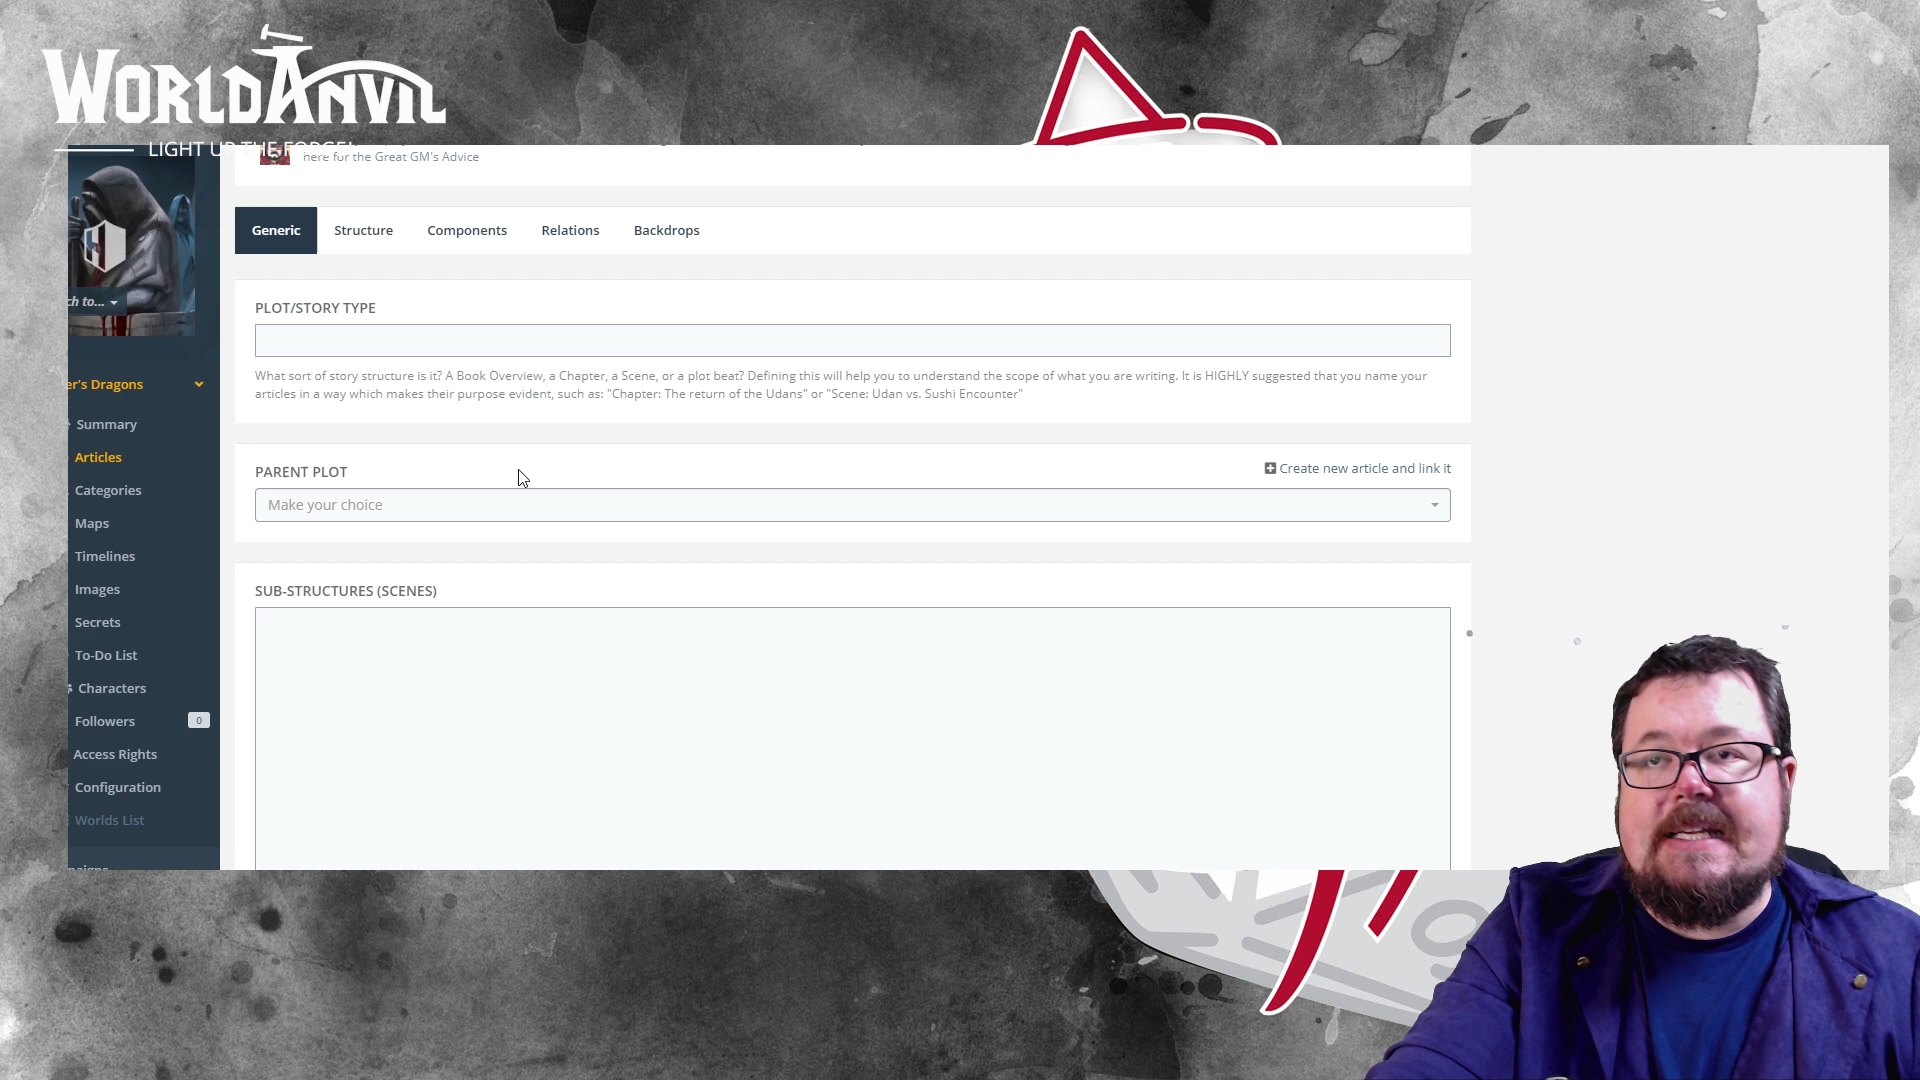 WORLDANVIL
LIGHT UP THE FORGE!
here for the Great GM's Advice
Generic
Structure
Components
Relations
Backdrops
PLOT/STORY TYPE
What sort of story structure is it? A Book Overview, a Chapter, a Scene, or a plot beat? Defining this will help you to understand the scope of what you are writing. It is HIGHLY suggested that you name your
articles in a way which makes their purpose evident, such as: "Chapter: The return of the Udans" or "Scene: Udan vs. Sushi Encounter"
PARENT PLOT
Create new article and link it
Make your choice
SUB-STRUCTURES (SCENES)
ch to...
er's Dragons
Summary
Articles
Categories
Maps
Timelines
Images
Secrets
To-Do List
Characters
Followers
0
Access Rights
Configuration
Worlds List